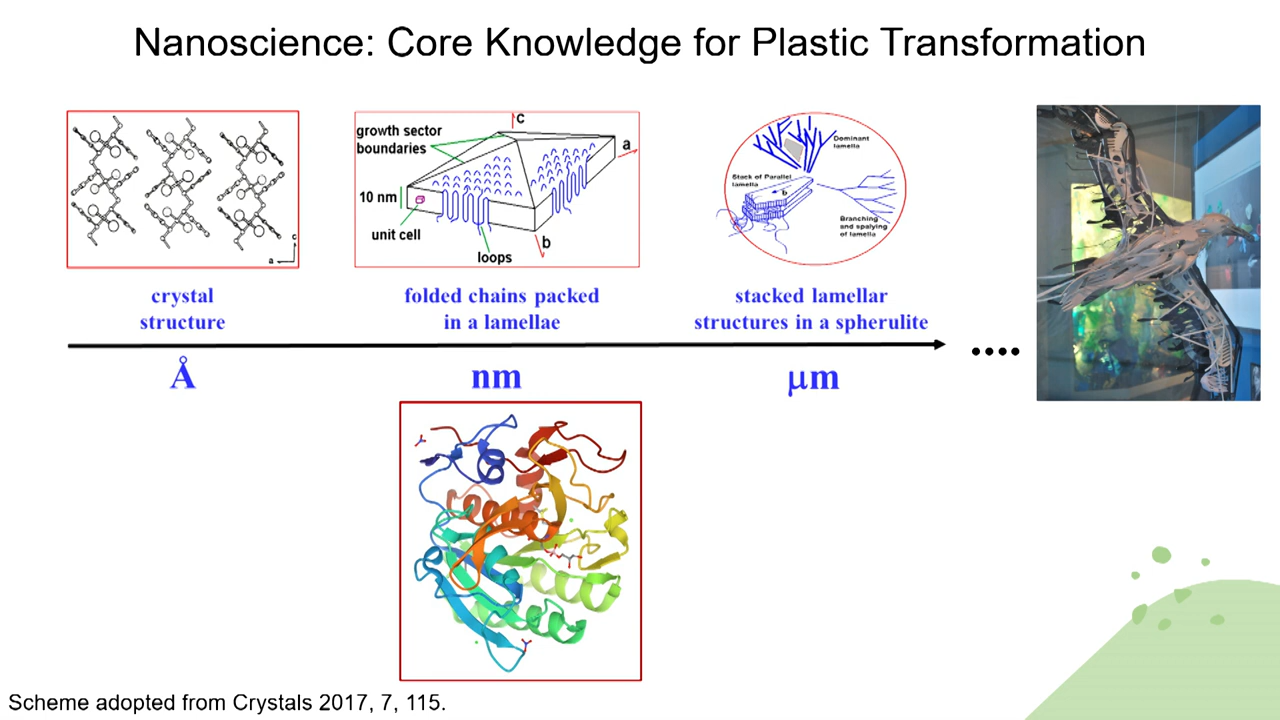 Nanoscience: Core Knowledge for Plastic Transformation
c
a
growth sector
boundaries
10 nm
unit cell
loops
c
a
b
Dominant
lamella
Stack of Parallel
lamella
b
Branching
and spalying
of lamella
crystal
structure
folded chains packed
in a lamellae
stacked lamellar
structures in a spherulite
....
Å
nm
μm
Scheme adopted from Crystals 2017, 7, 115.